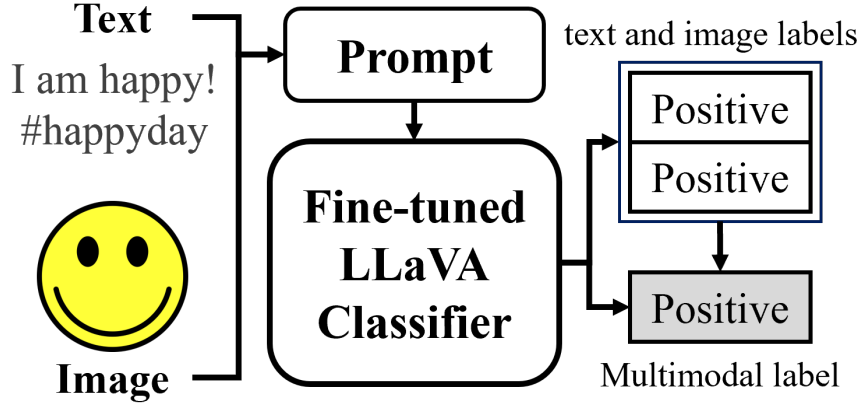 Text
I am happy!
#happyday
Image
Prompt
Fine-tuned
LLaVA
Classifier
text and image labels
Positive
Positive
Positive
Multimodal label